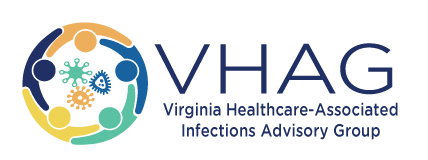 VHAG
Virginia Healthcare-Associated
Infections Advisory Group